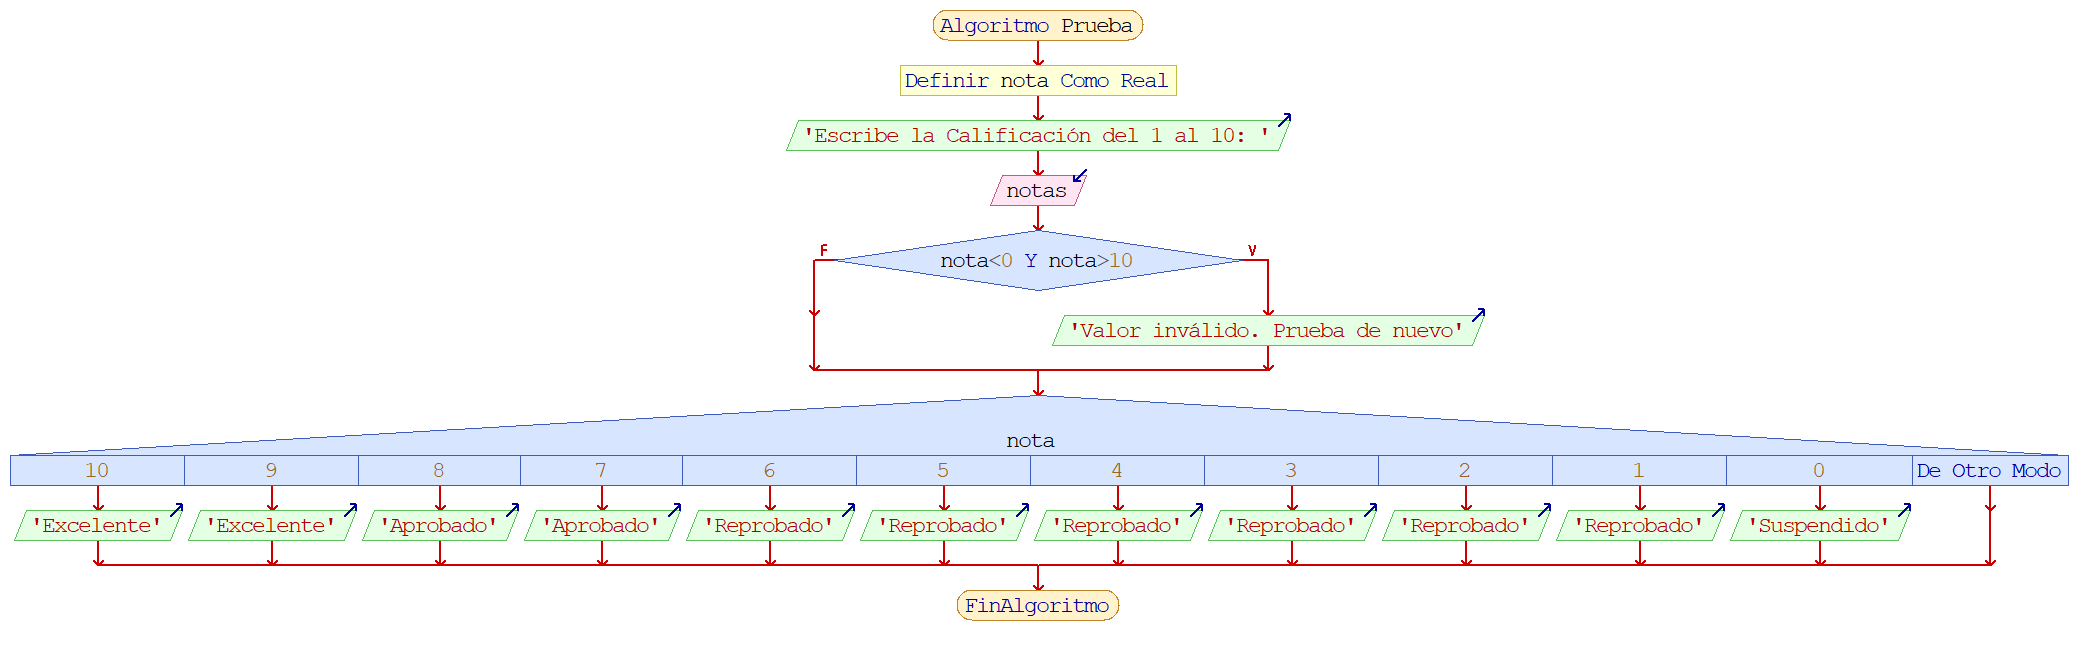 Algoritmo Prueba
Definir nota Como Real
'Escribe la Calificación del 1 al 10: '
notas
F
V
nota<0 Y nota>10
'Valor inválido. Prueba de nuevo'
nota
10 9 8 7 6 5 4 3 2 1 0 De Otro Modo
'Excelente' 'Excelente' 'Aprobado' 'Aprobado' 'Reprobado' 'Reprobado' 'Reprobado' 'Reprobado' 'Reprobado' 'Reprobado' 'Suspendido'
FinAlgoritmo